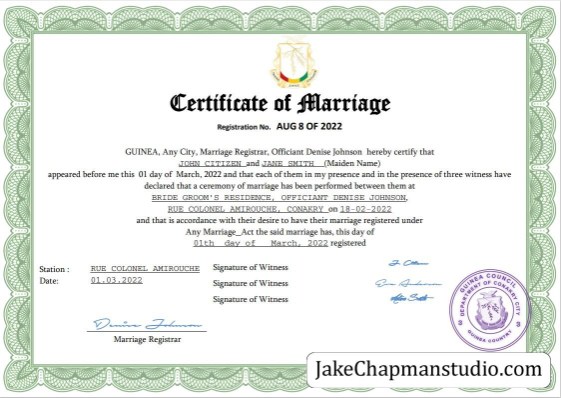 Certificate of Marriage
Registration No. AUG 8 OF 2022
GUINEA, Any City, Marriage Registrar, Officiant Denise Johnson hereby certify that
JOHN CITIZEN and JANE SMITH (Maiden Name)
appeared before me this 01 day of March, 2022 and that each of them in my presence and in the presence of three witness have
declared that a ceremony of marriage has been performed between them at
BRIDE GROOM'S RESIDENCE, OFFICIANT DENISE JOHNSON,
RUE COLONEL AMIROUCHE, CONAKRY on 18-02-2022
and that is accordance with their desire to have their marriage registered under
Any Marriage_Act the said marriage has, this day of
01th day of March, 2022 registered
Station : RUE COLONEL AMIROUCHE
Date: 01.03.2022
Signature of Witness
Signature of Witness
Signature of Witness
Denise Johnson
Marriage Registrar
GUINEA COUNCIL
DEPARTMENT OF CONAKRY CITY
GUINEA COUNTRY
JakeChapmanstudio.com